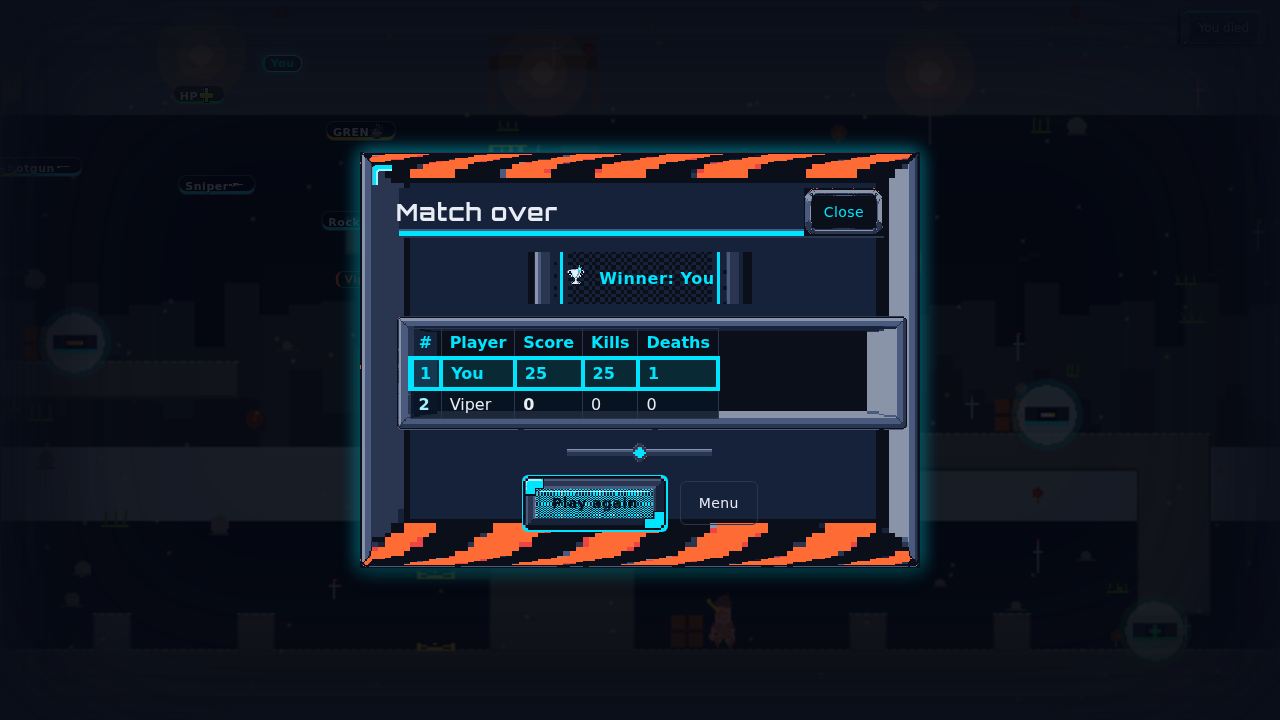 You died
You
HP
GREN
Sniper
Rock
Match over
Close
Winner: You
# Player Score Kills Deaths
1 You 25 25 1
2 Viper 0 0 0
Play again
Menu